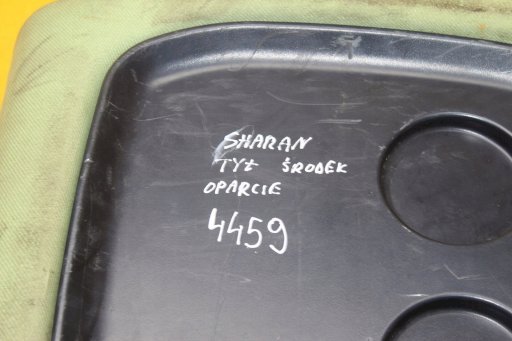 SHARAN
TYŁ ŚRODEK
OPARCIE
4459